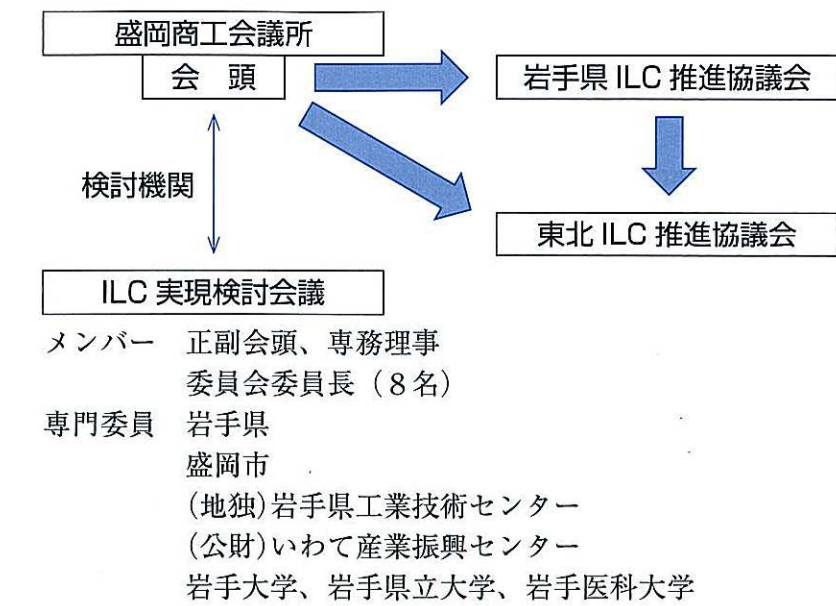 盛岡商工会議所
会 頭
岩手県 ILC 推進協議会
検討機関
東北 ILC 推進協議会
ILC 実現検討会議
メンバー 正副会頭、専務理事
委員会委員長(8名)
専門委員 岩手県
盛岡市
(地独)岩手県工業技術センター
(公財)いわて産業振興センター
岩手大学、岩手県立大学、岩手医科大学